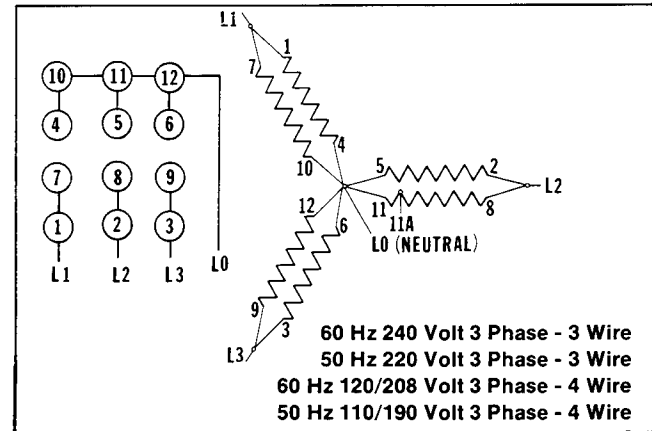 L1
10 11 12
1
7
4 5 6
4
10
5 2
L2
7 8 9
11 8
11A
12
6
1 2 3
L0 (NEUTRAL)
L1 L2 L3 L0
9
3
L3
60 Hz 240 Volt 3 Phase - 3 Wire
50 Hz 220 Volt 3 Phase - 3 Wire
60 Hz 120/208 Volt 3 Phase - 4 Wire
50 Hz 110/190 Volt 3 Phase - 4 Wire